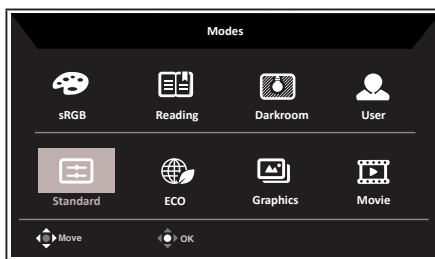 Modes
sRGB Reading Darkroom User
Standard ECO Graphics Movie
Move OK